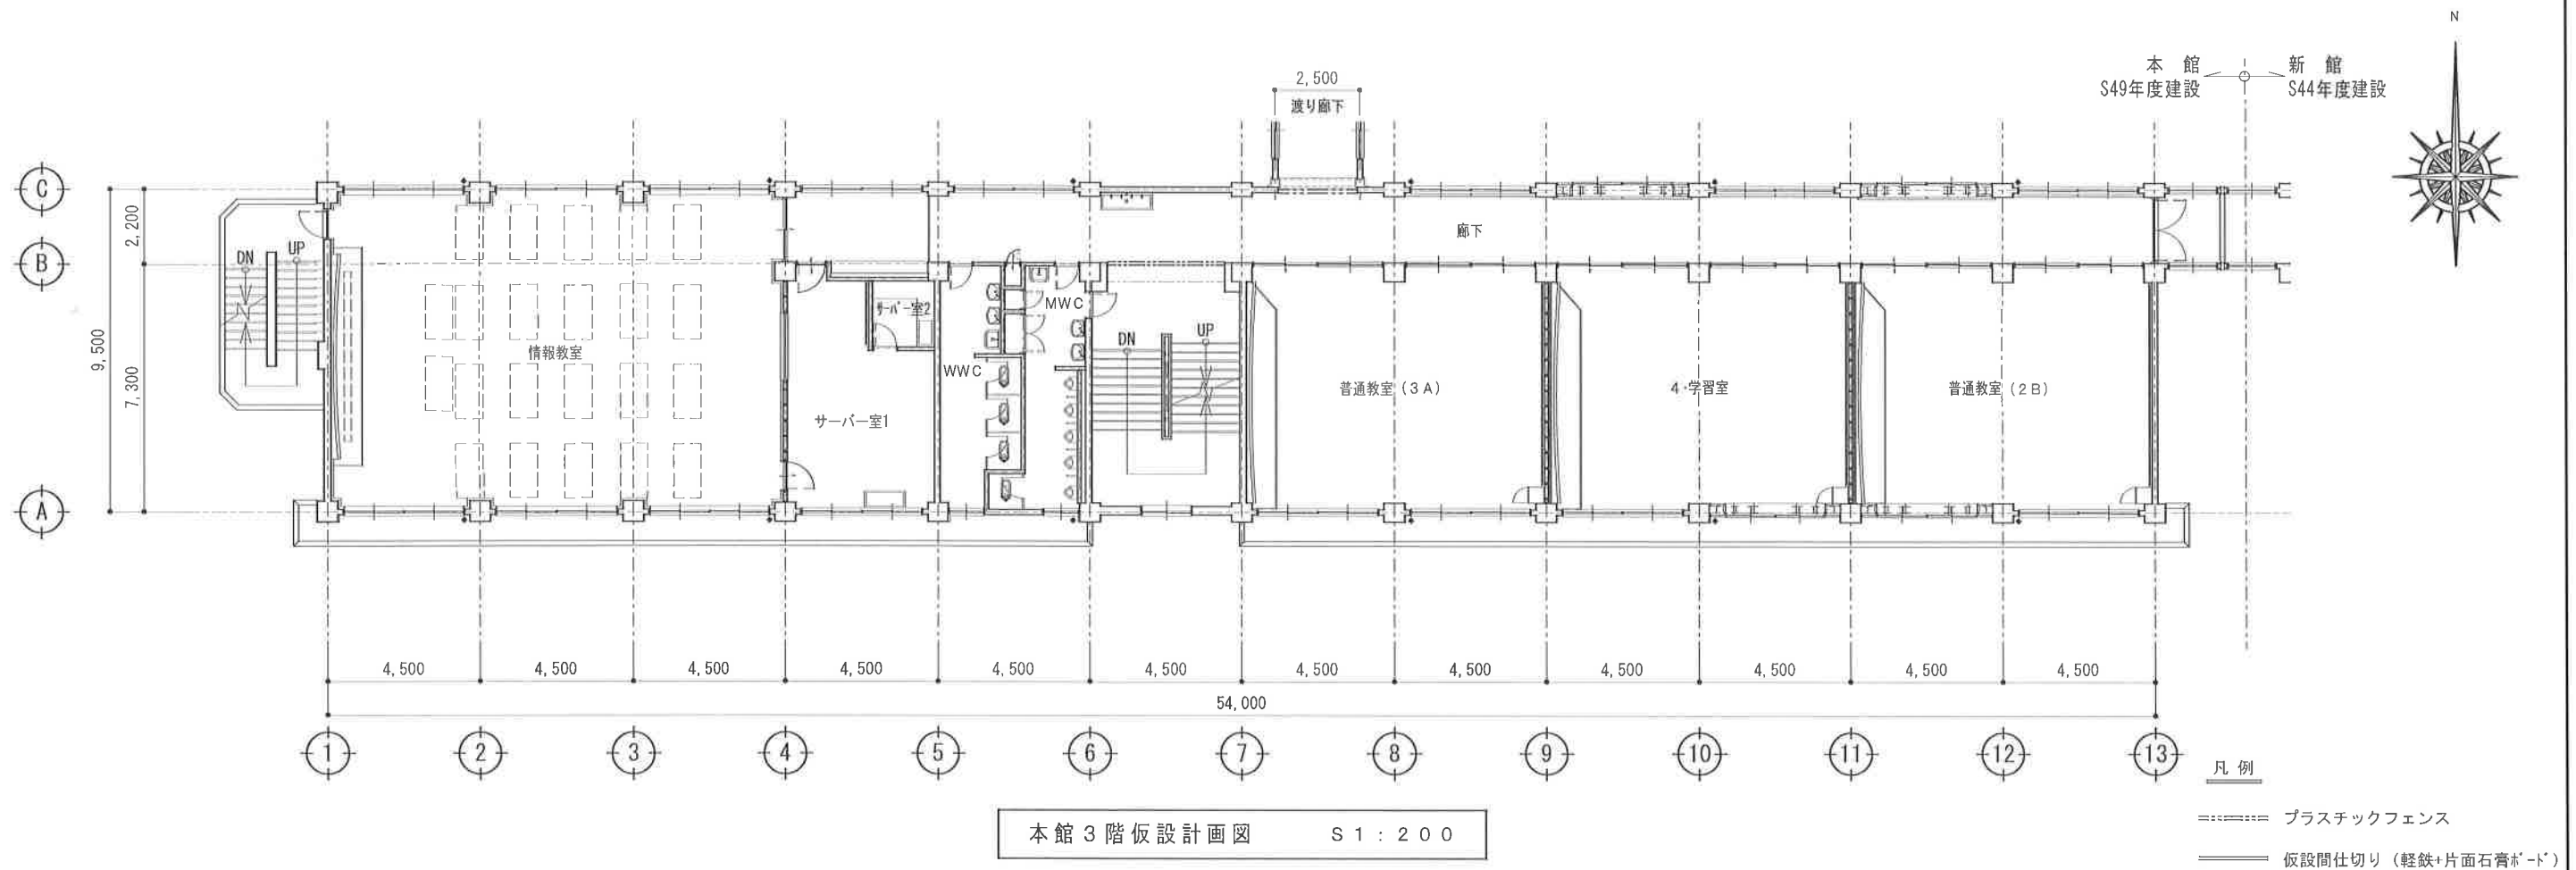 N
本館
S49年度建設
新館
S44年度建設
2,500
渡り廊下
C
B
A
2,200
7,300
9,500
DN
UP
情報教室
サーバー室1
サーバー室2
WWC
MWC
DN
UP
廊下
普通教室(3A)
4・学習室
普通教室(2B)
4,500
4,500
4,500
4,500
4,500
4,500
4,500
4,500
4,500
4,500
4,500
4,500
54,000
1
2
3
4
5
6
7
8
9
10
11
12
13
本館3階仮設計画図 S1:200
凡例
プラスチックフェンス
仮設間仕切り(軽鉄+片面石膏ボード)